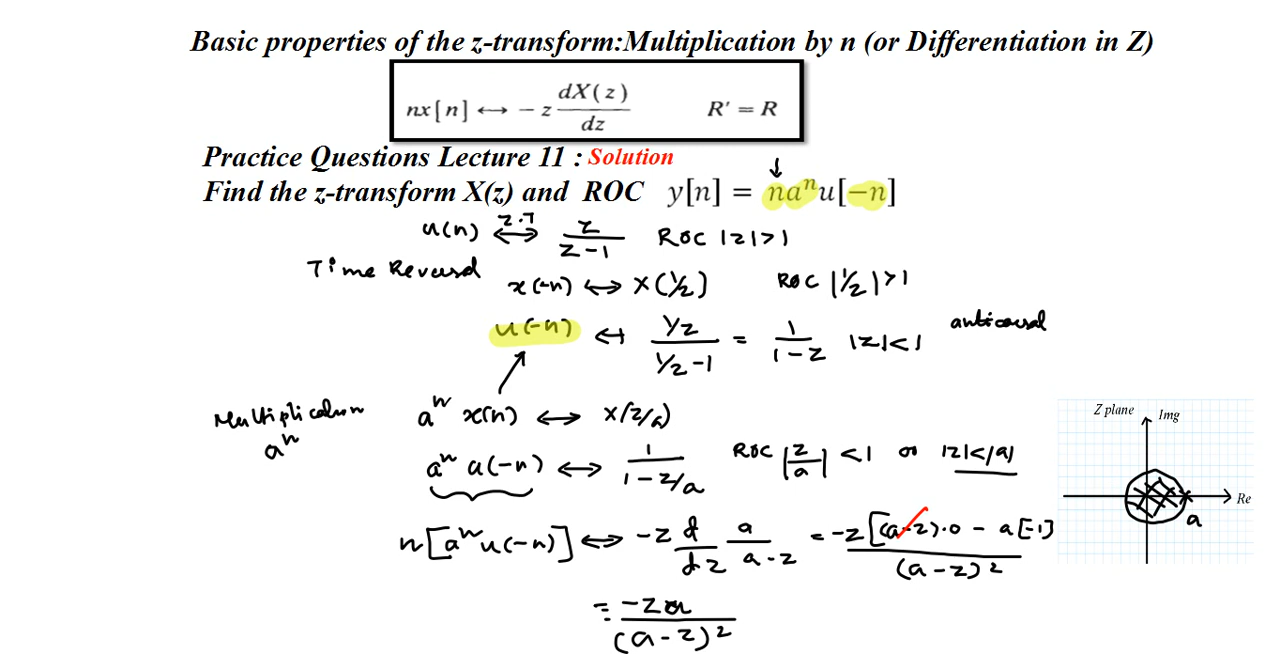 Basic properties of the z-transform:Multiplication by n (or Differentiation in Z)
nx[n] ↔ − z dX(z)/dz R' = R
Practice Questions Lecture 11 : Solution
Find the z-transform X(z) and ROC y[n] = naⁿu[−n]
u(n) ⟷ z.T z/(z−1) ROC |z|>1
Time Reversal x(-n) ↔ X(1/z) ROC |1/z|>1
u(-n) ↔ (1/z)/(1/z−1) = 1/(1−z) |z|<1 anticausal
Multiplication aⁿ aⁿ x(n) ↔ X(z/a)
aⁿ u(-n) ↔ 1/(1−z/a) ROC |z/a| <1 or |z|<|a|
Z plane Img
Re
a
n[aⁿu(-n)] ↔ −z d/dz a/(a−z) = −z[(a−z)·0 − a[-1]/(a−z)²
= −za/(a−z)²